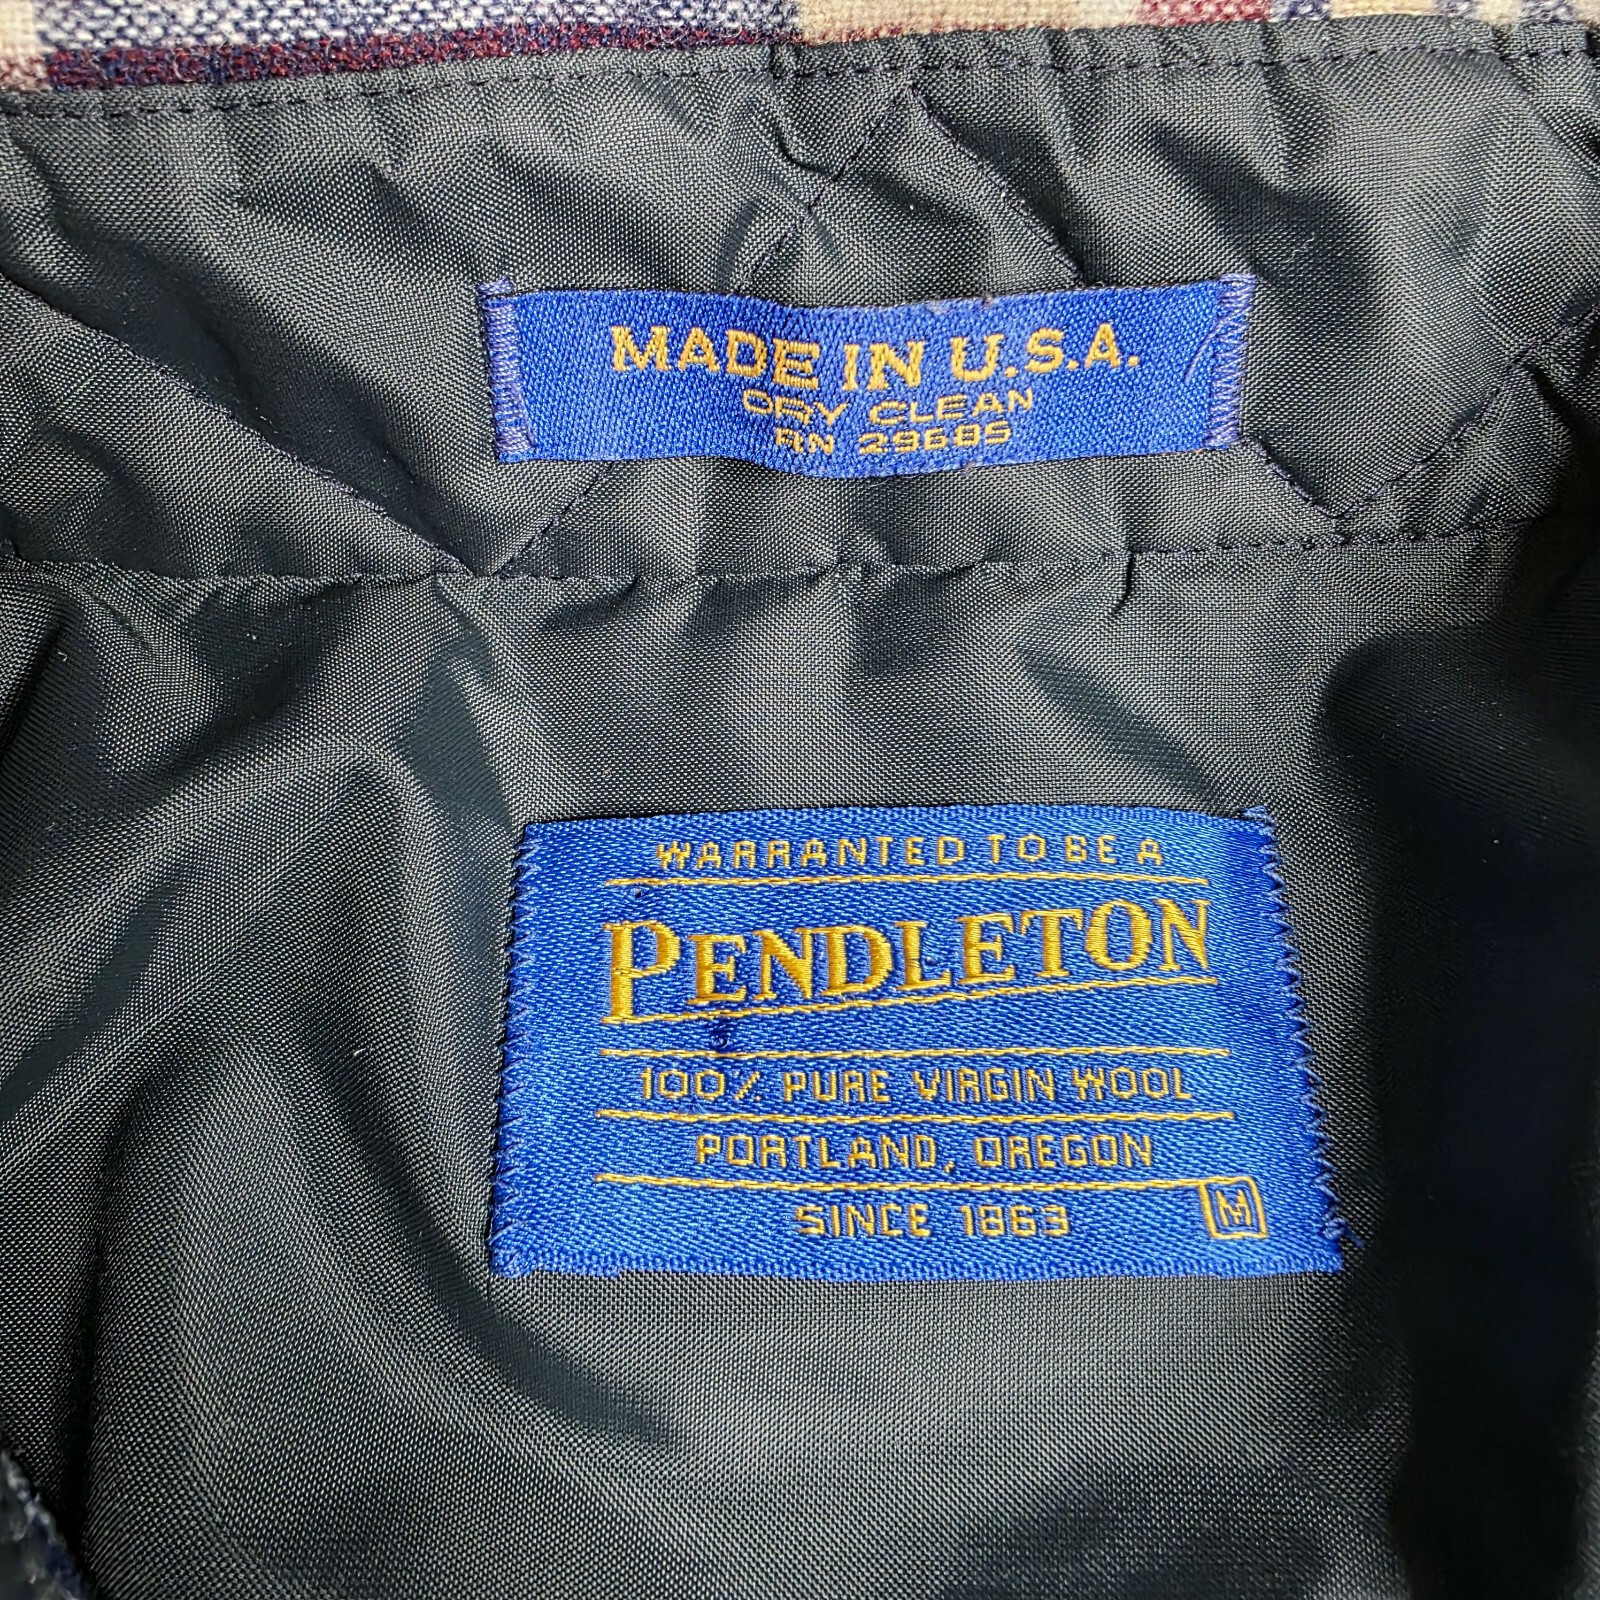 MADE IN U.S.A.
DRY CLEAN
RN 29685
WARRANTED TO BE A
PENDLETON
100% PURE VIRGIN WOOL
PORTLAND, OREGON
SINCE 1863
M